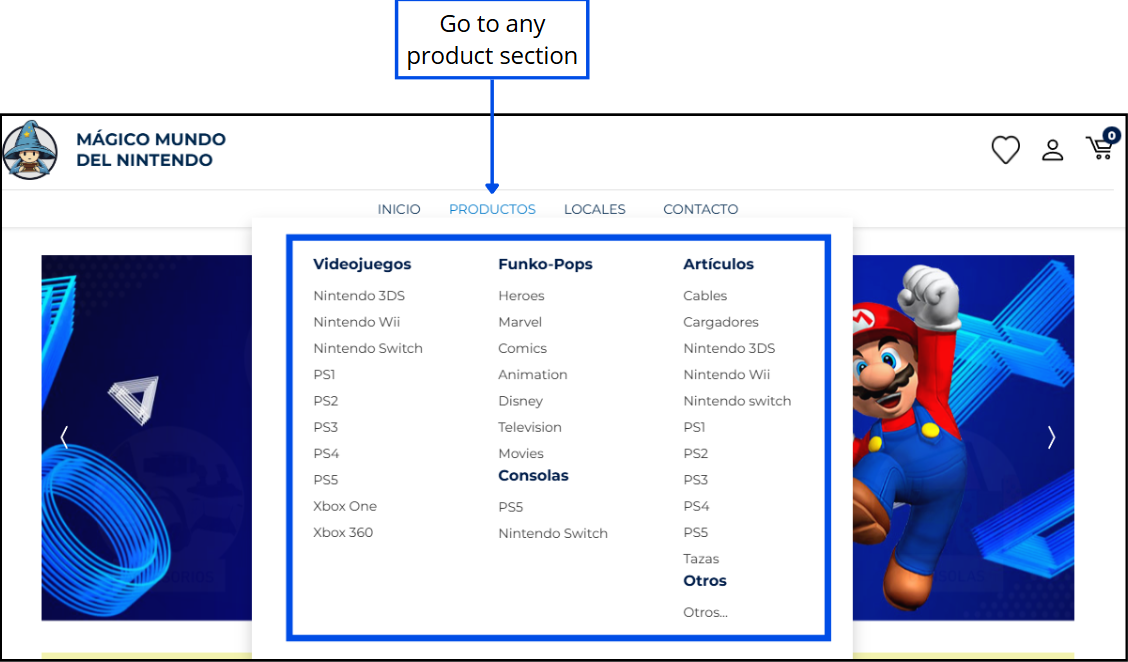 Go to any
product section
MÁGICO MUNDO
DEL NINTENDO
0
INICIO PRODUCTOS LOCALES CONTACTO
Videojuegos
Nintendo 3DS
Nintendo Wii
Nintendo Switch
PS1
PS2
PS3
PS4
PS5
Xbox One
Xbox 360
Funko-Pops
Heroes
Marvel
Comics
Animation
Disney
Television
Movies
Consolas
PS5
Nintendo Switch
Artículos
Cables
Cargadores
Nintendo 3DS
Nintendo Wii
Nintendo switch
PS1
PS2
PS3
PS4
PS5
Tazas
Otros
Otros...